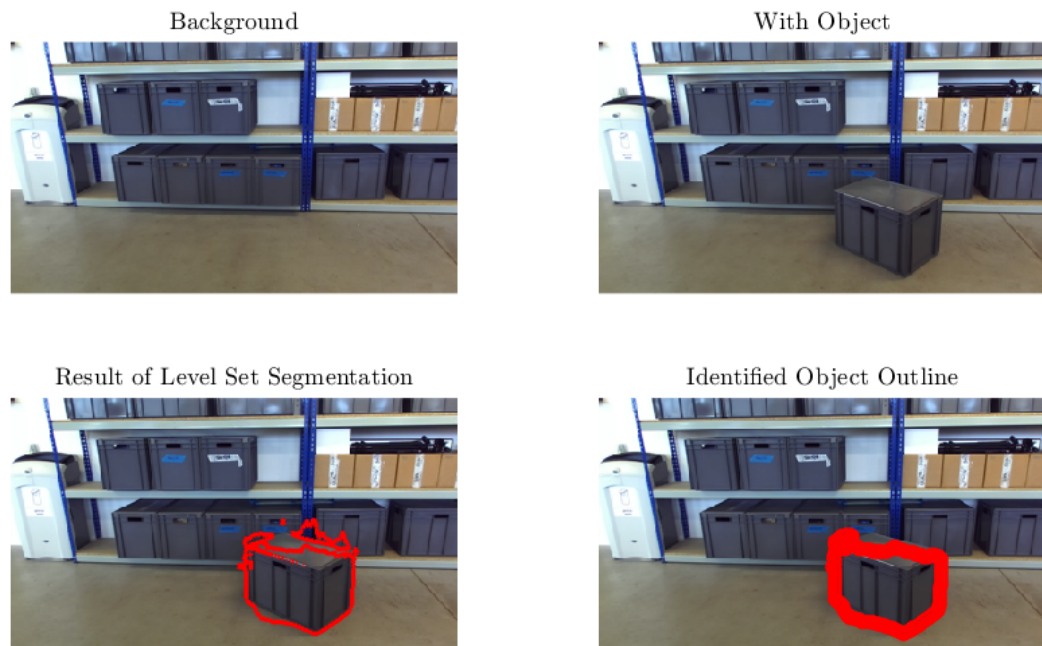 Background
With Object
Result of Level Set Segmentation
Identified Object Outline